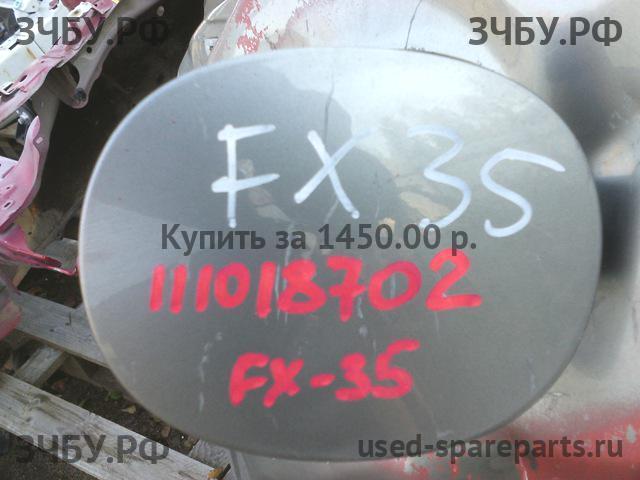 ЗЧБУ.РФ ЗЧБУ.РФ
FX 35
Купить за 1450.00 р.
111018702
FX-35
ЗЧБУ.РФ used-spareparts.ru